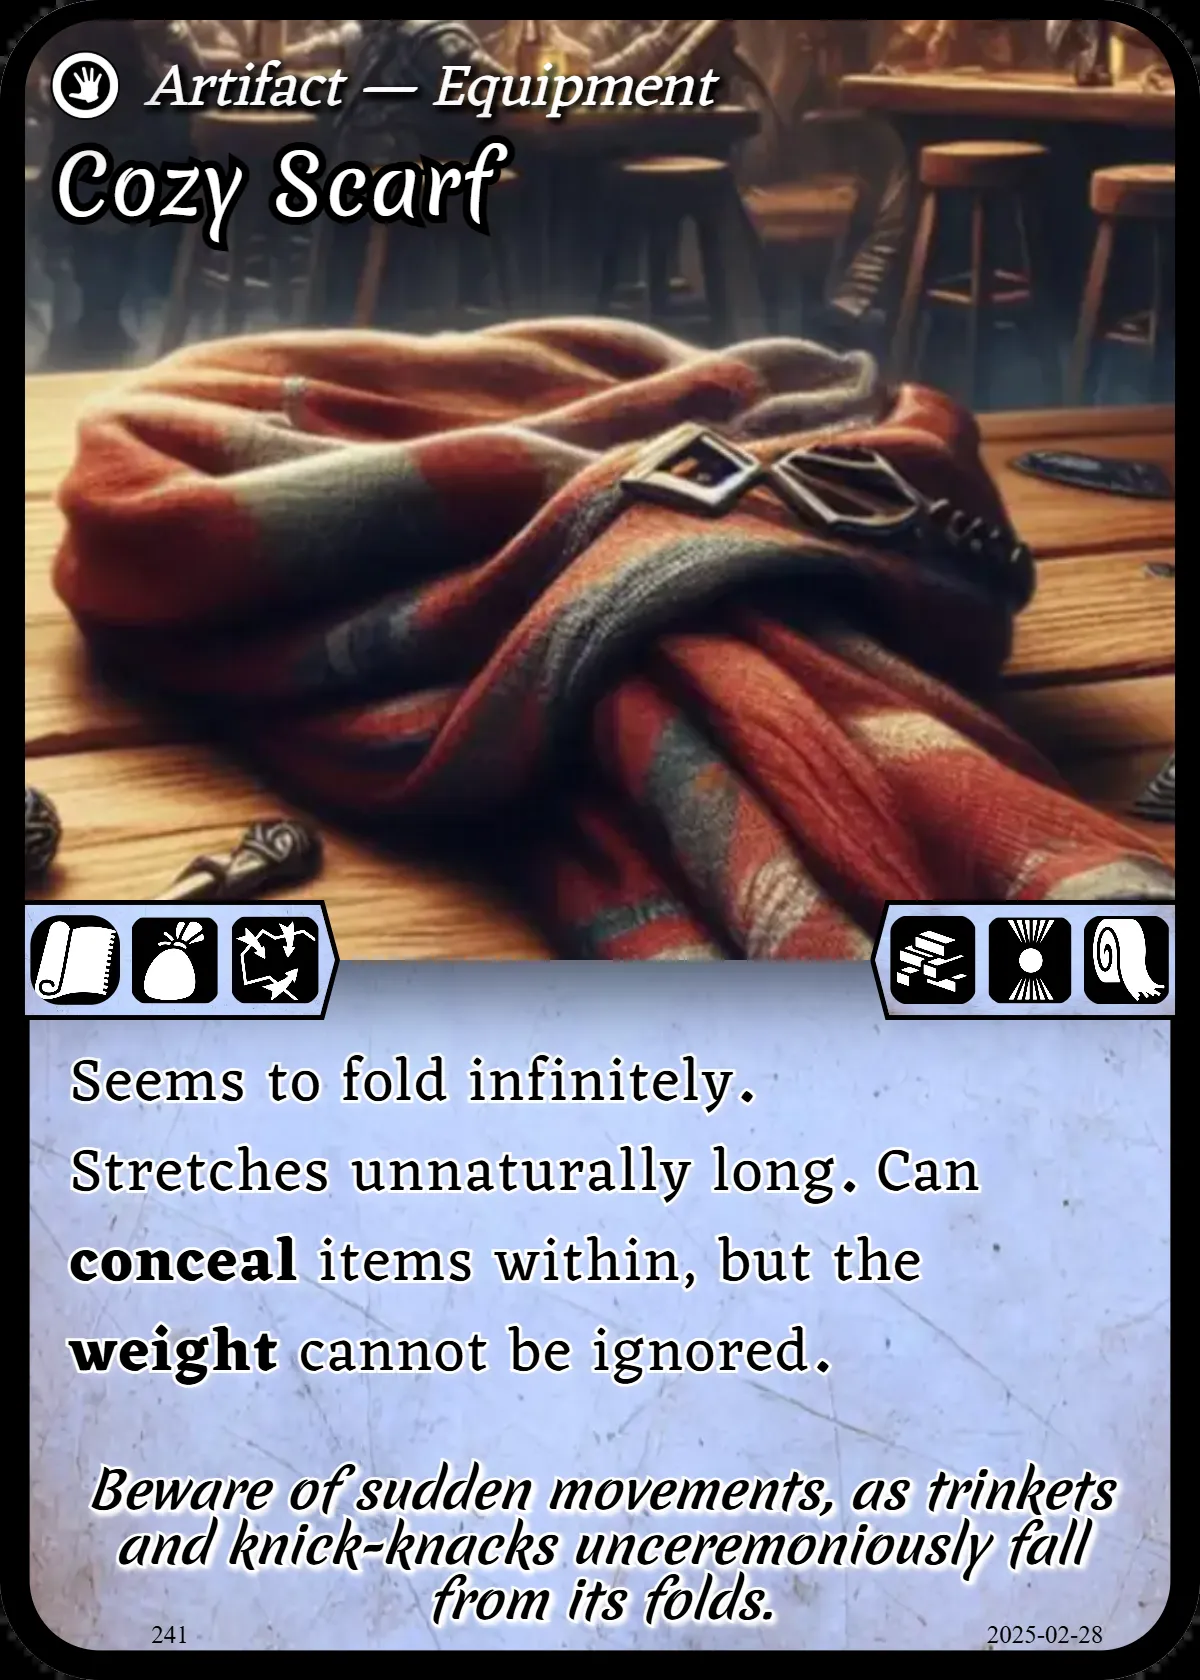 Artifact — Equipment
Cozy Scarf
Seems to fold infinitely.
Stretches unnaturally long. Can
conceal items within, but the
weight cannot be ignored.
Beware of sudden movements, as trinkets
and knick-knacks unceremoniously fall
from its folds.
241
2025-02-28